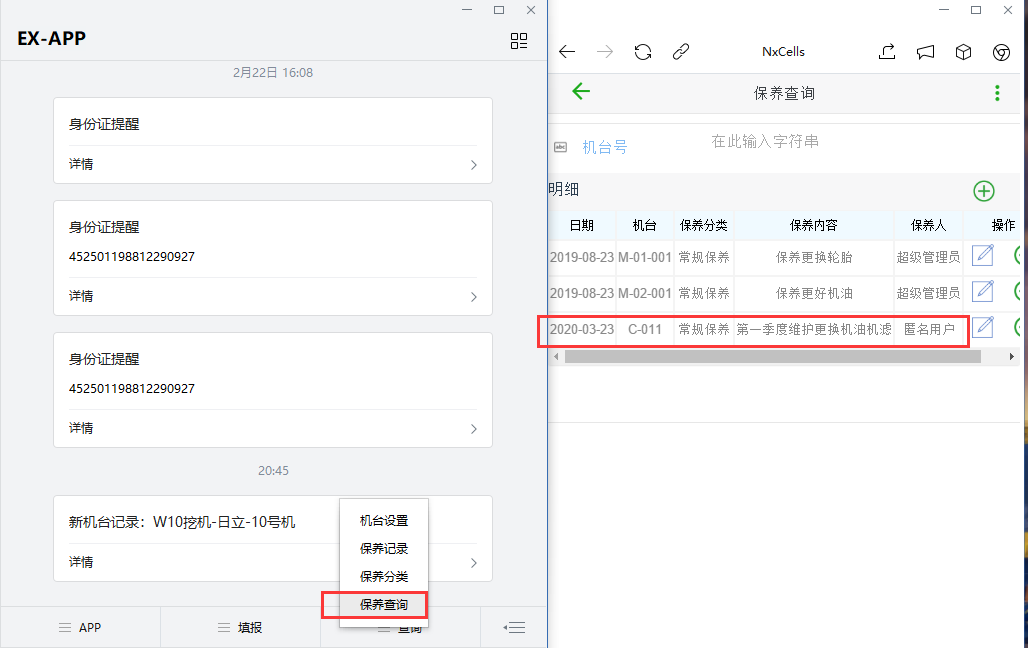 EX-APP
2月22日 16:08
身份证提醒
详情
身份证提醒
452501198812290927
详情
身份证提醒
452501198812290927
详情
20:45
新机台记录：W10挖机-日立-10号机
详情
机台设置
保养记录
保养分类
保养查询
APP
填报
查询
NxCells
保养查询
abc 机台号 在此输入字符串
明细
日期 机台 保养分类 保养内容 保养人 操作
2019-08-23 M-01-001 常规保养 保养更换轮胎 超级管理员
2019-08-23 M-02-001 常规保养 保养更好机油 超级管理员
2020-03-23 C-011 常规保养 第一季度维护更换机油机滤 匿名用户